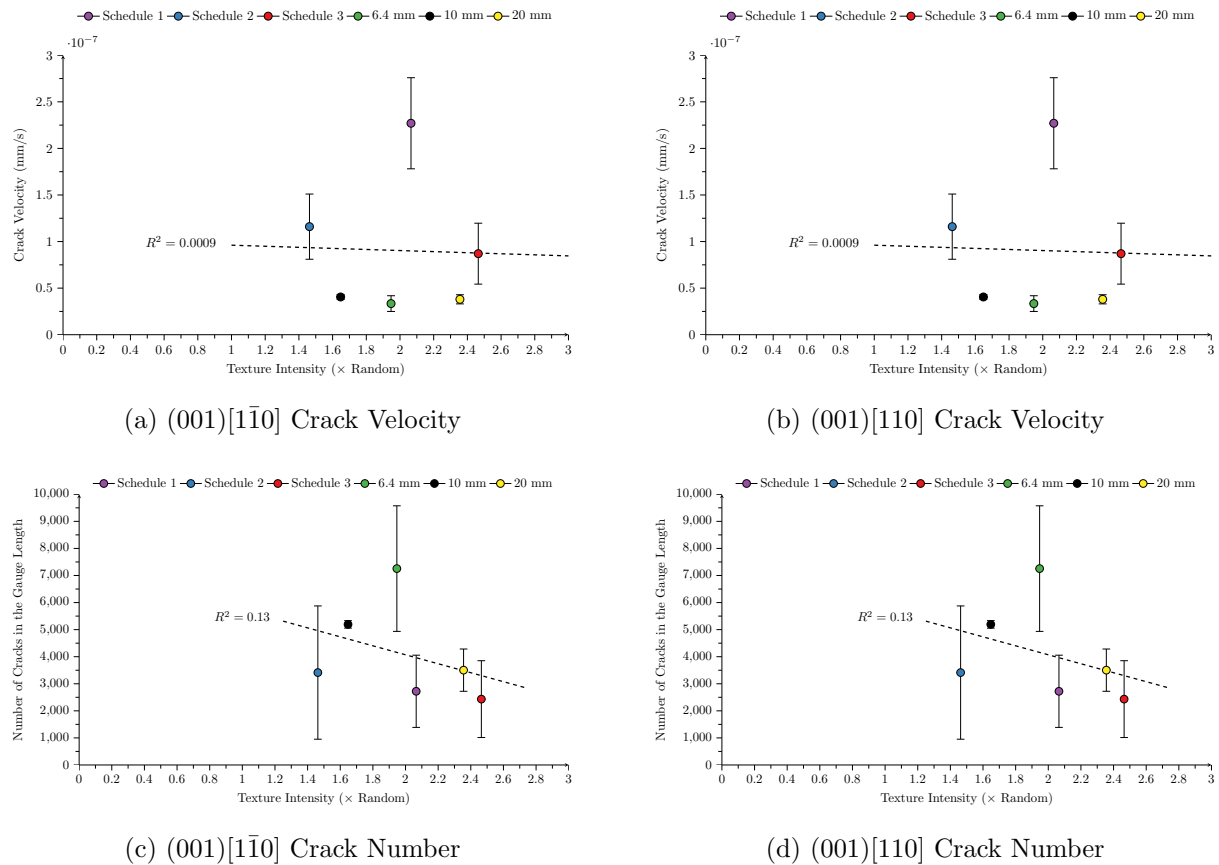 Schedule 1 Schedule 2 Schedule 3 6.4 mm 10 mm 20 mm
·10⁻⁷
3
2.5
2
1.5
1
0.5
0
Crack Velocity (mm/s)
R² = 0.0009
0 0.2 0.4 0.6 0.8 1 1.2 1.4 1.6 1.8 2 2.2 2.4 2.6 2.8 3
Texture Intensity (× Random)
(a) (001)[11̄0] Crack Velocity
Schedule 1 Schedule 2 Schedule 3 6.4 mm 10 mm 20 mm
·10⁻⁷
3
2.5
2
1.5
1
0.5
0
Crack Velocity (mm/s)
R² = 0.0009
0 0.2 0.4 0.6 0.8 1 1.2 1.4 1.6 1.8 2 2.2 2.4 2.6 2.8 3
Texture Intensity (× Random)
(b) (001)[110] Crack Velocity
Schedule 1 Schedule 2 Schedule 3 6.4 mm 10 mm 20 mm
10,000
9,000
8,000
7,000
6,000
5,000
4,000
3,000
2,000
1,000
0
Number of Cracks in the Gauge Length
R² = 0.13
0 0.2 0.4 0.6 0.8 1 1.2 1.4 1.6 1.8 2 2.2 2.4 2.6 2.8 3
Texture Intensity (× Random)
(c) (001)[11̄0] Crack Number
Schedule 1 Schedule 2 Schedule 3 6.4 mm 10 mm 20 mm
10,000
9,000
8,000
7,000
6,000
5,000
4,000
3,000
2,000
1,000
0
Number of Cracks in the Gauge Length
R² = 0.13
0 0.2 0.4 0.6 0.8 1 1.2 1.4 1.6 1.8 2 2.2 2.4 2.6 2.8 3
Texture Intensity (× Random)
(d) (001)[110] Crack Number